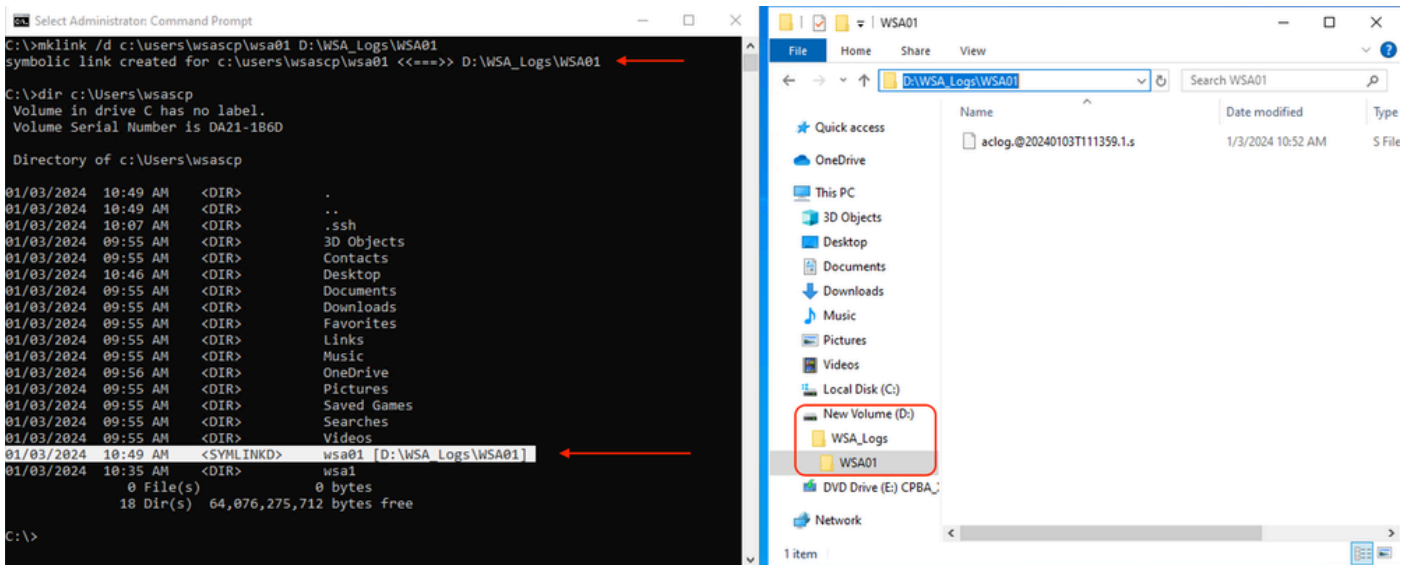 Select Administrator: Command Prompt
C:\>mklink /d c:\users\wsascp\wsa01 D:\WSA_Logs\WSA01
symbolic link created for c:\users\wsascp\wsa01 <<===>> D:\WSA_Logs\WSA01
C:\>dir c:\Users\wsascp
Volume in drive C has no label.
Volume Serial Number is DA21-1B6D
Directory of c:\Users\wsascp
01/03/2024 10:49 AM <DIR> .
01/03/2024 10:49 AM <DIR> ..
01/03/2024 10:07 AM <DIR> .ssh
01/03/2024 09:55 AM <DIR> 3D Objects
01/03/2024 09:55 AM <DIR> Contacts
01/03/2024 10:46 AM <DIR> Desktop
01/03/2024 09:55 AM <DIR> Documents
01/03/2024 09:55 AM <DIR> Downloads
01/03/2024 09:55 AM <DIR> Favorites
01/03/2024 09:55 AM <DIR> Links
01/03/2024 09:55 AM <DIR> Music
01/03/2024 09:56 AM <DIR> OneDrive
01/03/2024 09:55 AM <DIR> Pictures
01/03/2024 09:55 AM <DIR> Saved Games
01/03/2024 09:55 AM <DIR> Searches
01/03/2024 09:55 AM <DIR> Videos
01/03/2024 10:49 AM <SYMLINKD> wsa01 [D:\WSA_Logs\WSA01]
01/03/2024 10:35 AM <DIR> wsa1
0 File(s) 0 bytes
18 Dir(s) 64,076,275,712 bytes free
C:\>
WSA01
File Home Share View
D:\WSA_Logs\WSA01
Search WSA01
Name Date modified Type
aclog.@20240103T111359.1.s 1/3/2024 10:52 AM S File
Quick access
OneDrive
This PC
3D Objects
Desktop
Documents
Downloads
Music
Pictures
Videos
Local Disk (C:)
New Volume (D:)
WSA_Logs
WSA01
DVD Drive (E:) CPBA_
Network
1 item